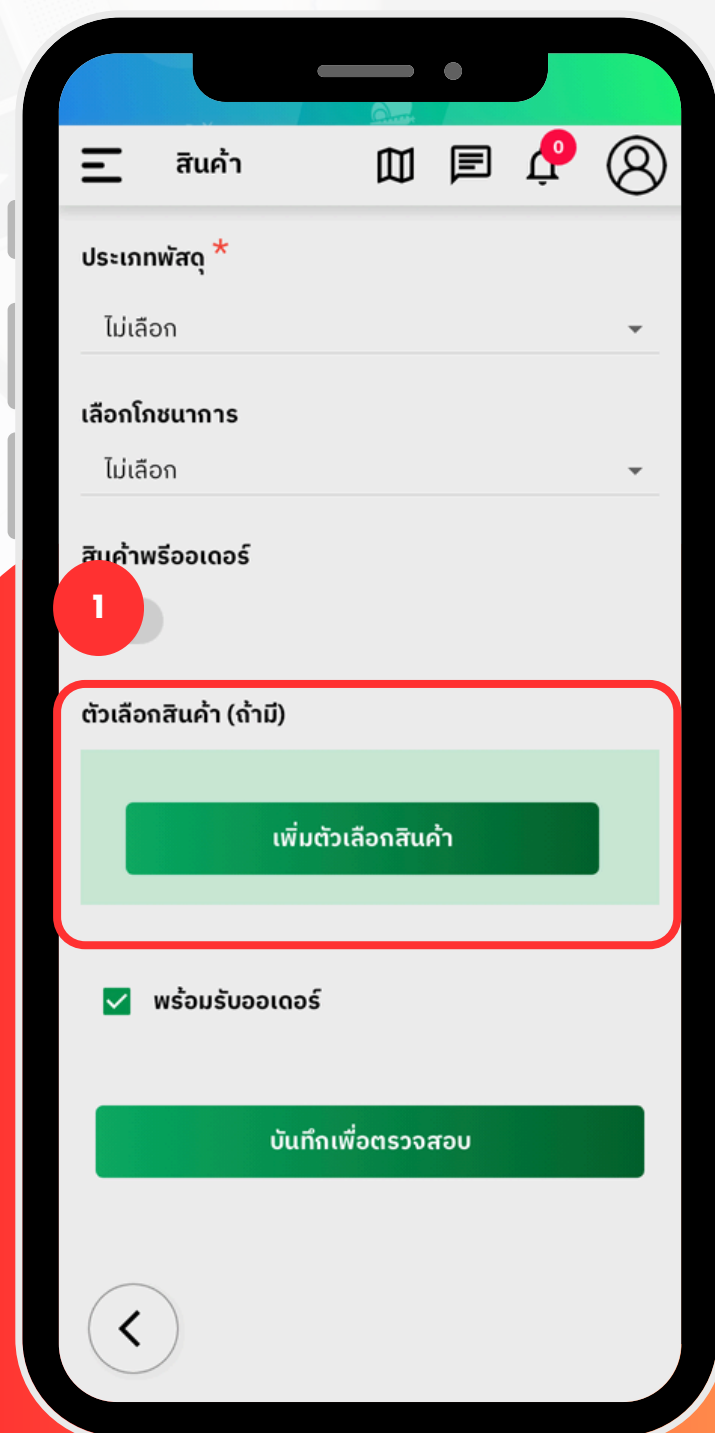 สินค้า
0
ประเภทพัสดุ *
ไม่เลือก
เลือกโภชนาการ
ไม่เลือก
สินค้าพรีออเดอร์
1
ตัวเลือกสินค้า (ถ้ามี)
เพิ่มตัวเลือกสินค้า
พร้อมรับออเดอร์
บันทึกเพื่อตรวจสอบ